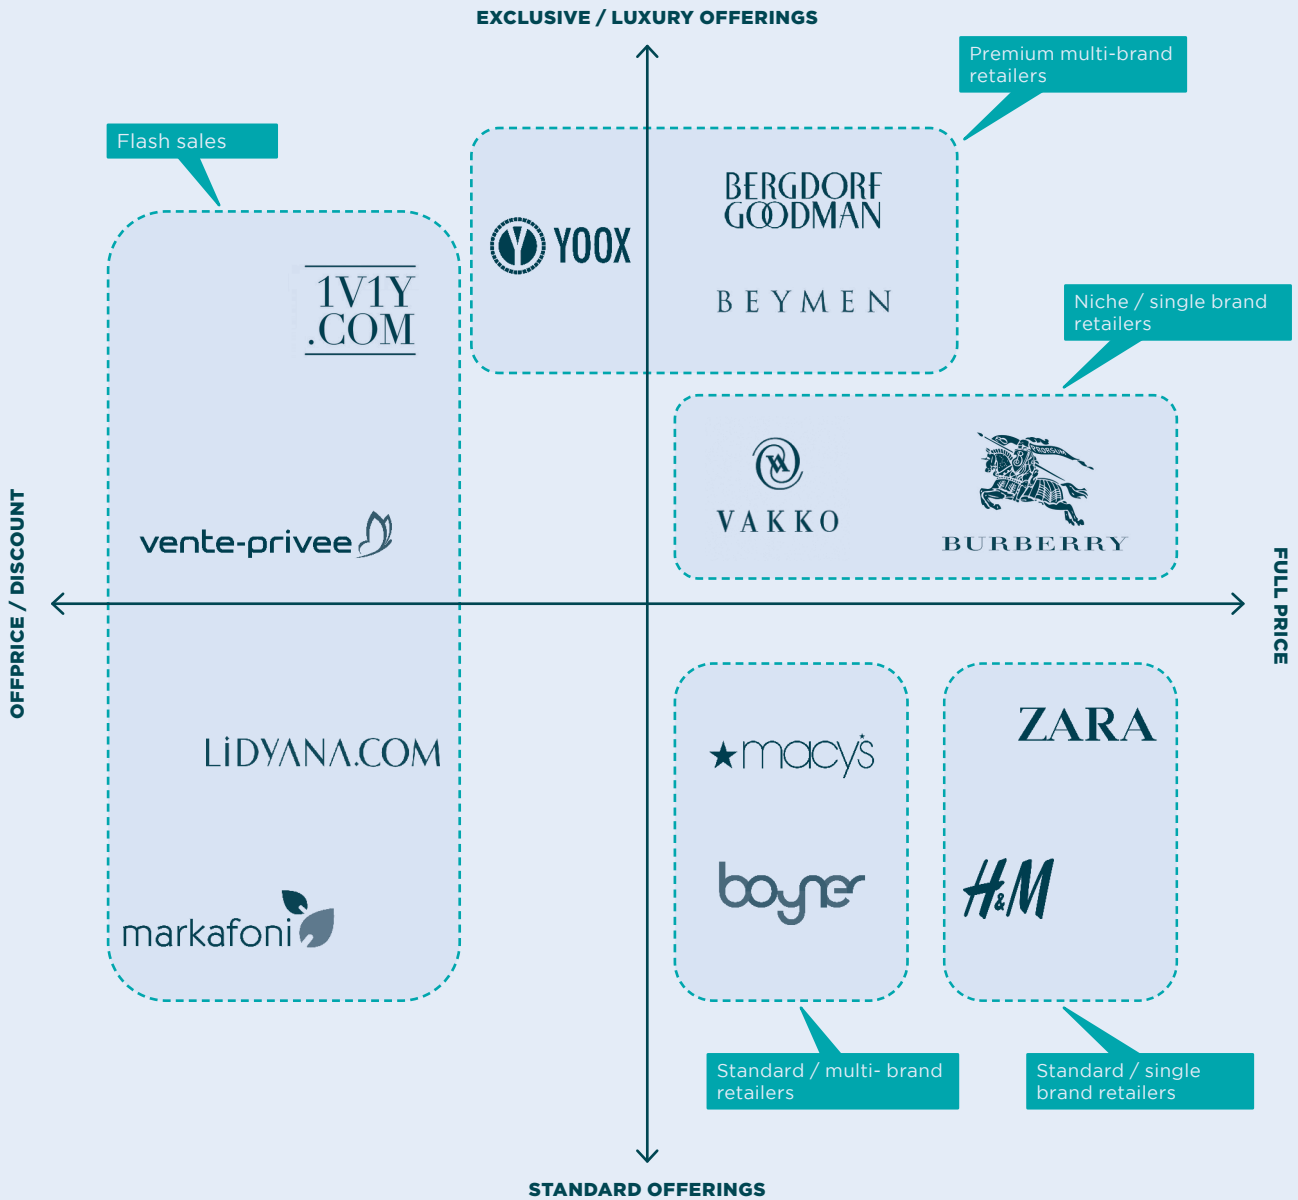 EXCLUSIVE / LUXURY OFFERINGS
Premium multi-brand
retailers
Flash sales
BERGDORF
GOODMAN
Y YOOX
1V1Y
.COM
BEYMEN
Niche / single brand
retailers
PRORSUM
VAKKO
BURBERRY
vente-privee
OFFPRICE / DISCOUNT
FULL PRICE
ZARA
LiDYANA.COM
macy's
boyner
H&M
markafoni
Standard / multi- brand
retailers
Standard / single
brand retailers
STANDARD OFFERINGS